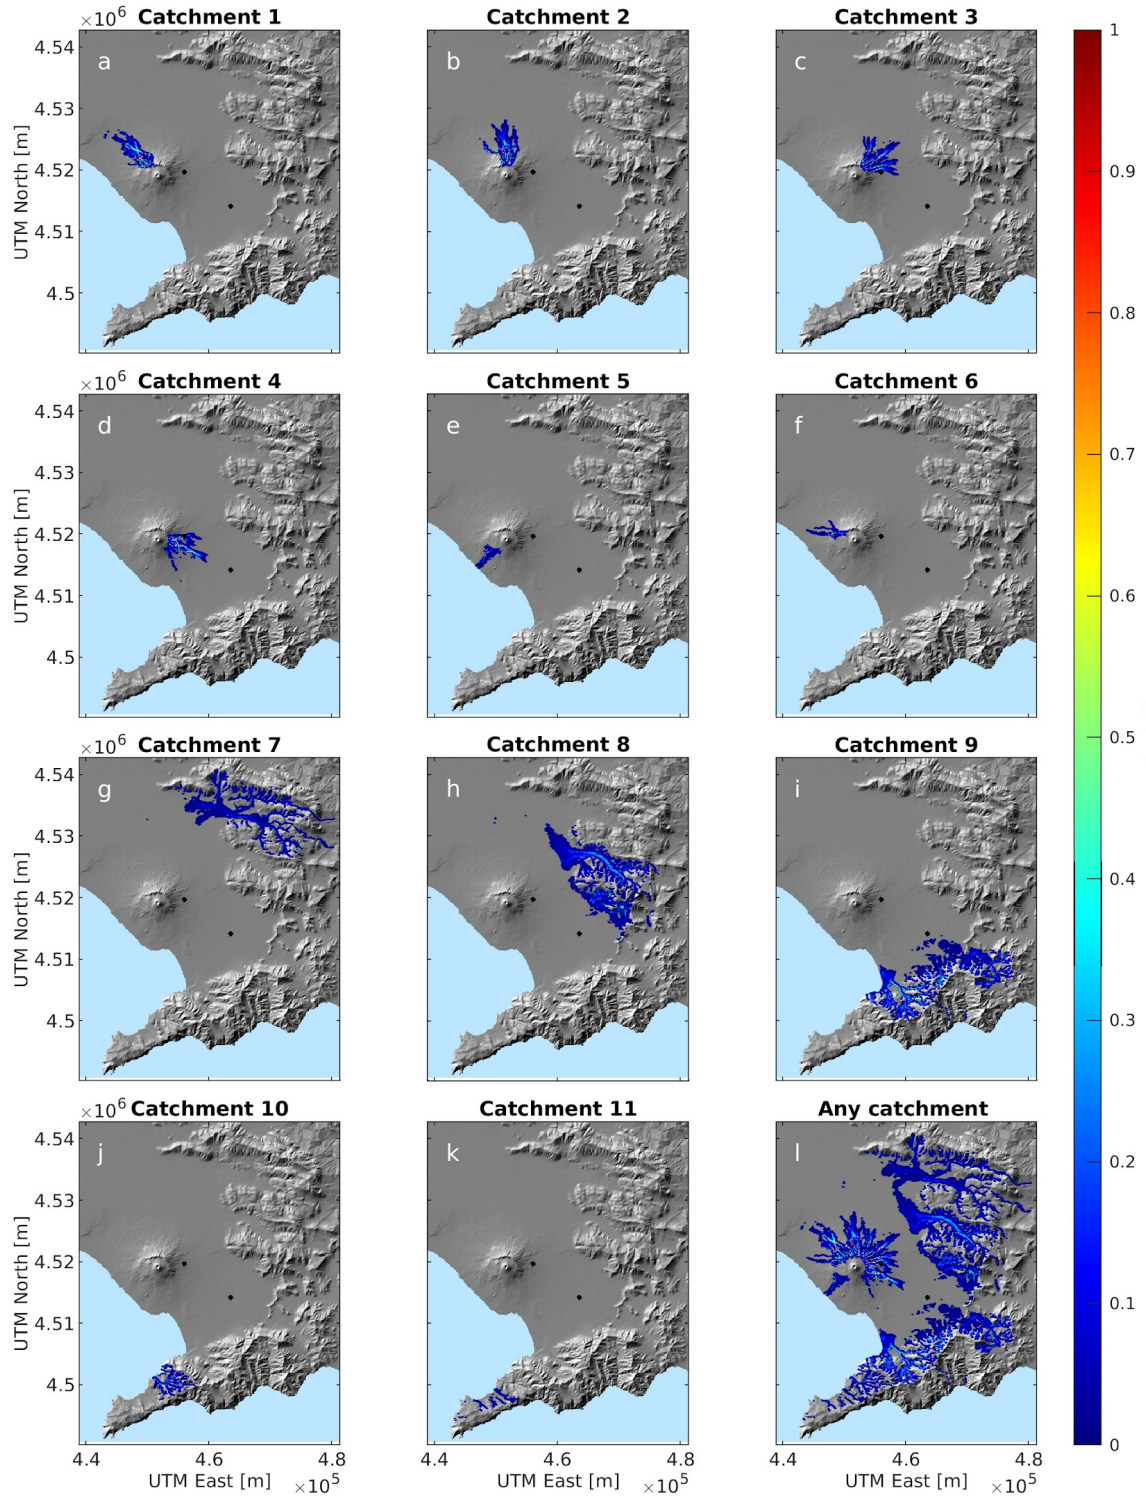 Catchment 1
Catchment 2
Catchment 3
×10⁶
a
b
c
4.54
4.53
4.52
4.51
4.5
UTM North [m]
Catchment 4
Catchment 5
Catchment 6
×10⁶
d
e
f
4.54
4.53
4.52
4.51
4.5
UTM North [m]
Catchment 7
Catchment 8
Catchment 9
×10⁶
g
h
i
4.54
4.53
4.52
4.51
4.5
UTM North [m]
Catchment 10
Catchment 11
Any catchment
×10⁶
j
k
l
4.54
4.53
4.52
4.51
4.5
UTM North [m]
4.4 4.6 4.8
UTM East [m]
×10⁵
4.4 4.6 4.8
UTM East [m]
×10⁵
4.4 4.6 4.8
UTM East [m]
×10⁵
1
0.9
0.8
0.7
0.6
0.5
0.4
0.3
0.2
0.1
0